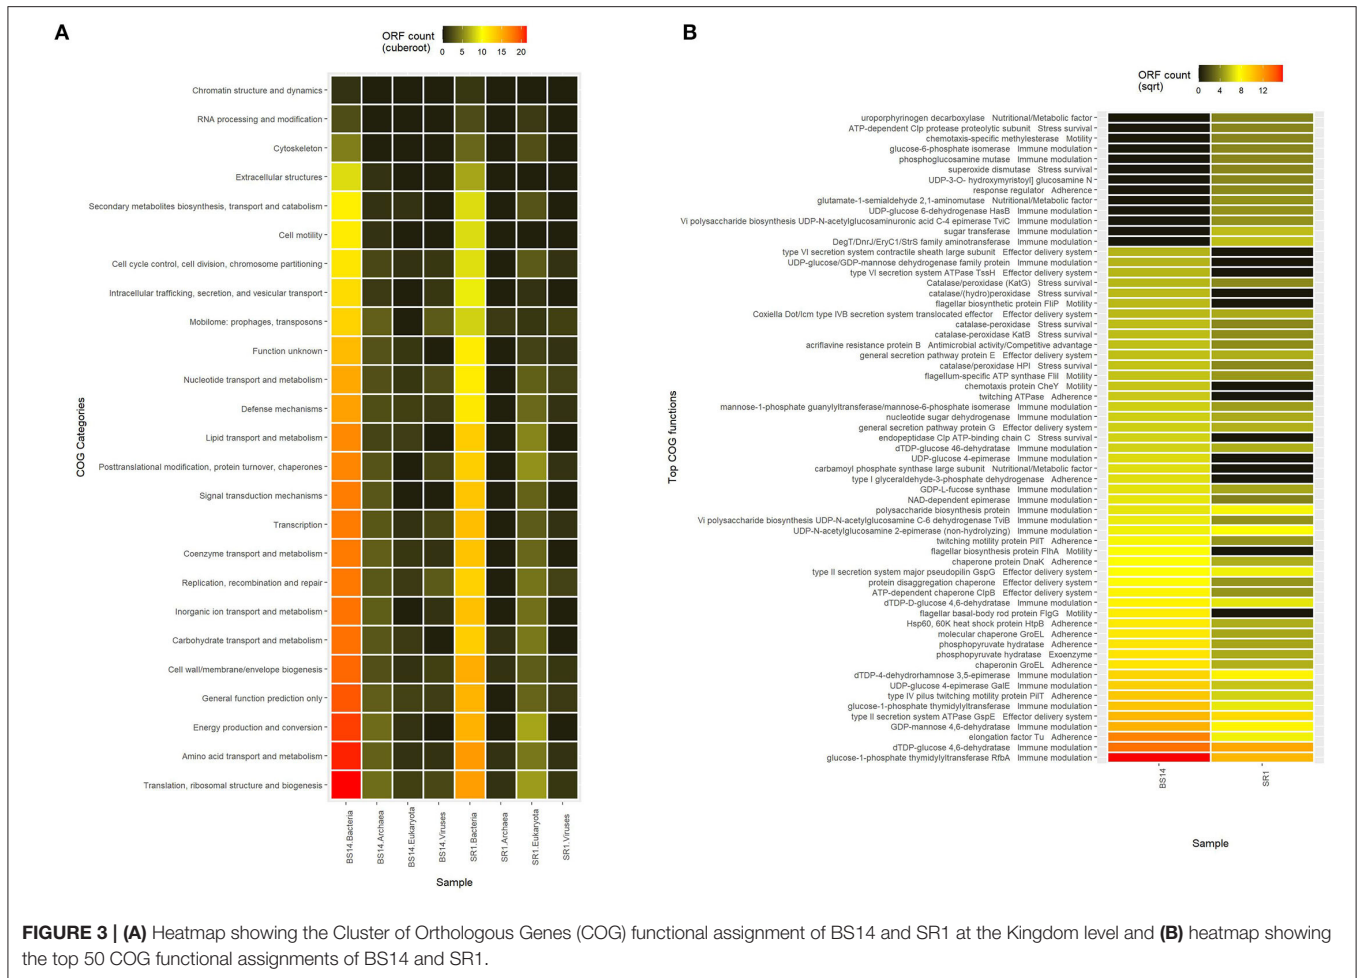 A
ORF count
(cuberoot)
0 5 10 15 20
Chromatin structure and dynamics
RNA processing and modification
Cytoskeleton
Extracellular structures
Secondary metabolites biosynthesis, transport and catabolism
Cell motility
Cell cycle control, cell division, chromosome partitioning
Intracellular trafficking, secretion, and vesicular transport
Mobilome: prophages, transposons
Function unknown
Nucleotide transport and metabolism
Defense mechanisms
Lipid transport and metabolism
Posttranslational modification, protein turnover, chaperones
Signal transduction mechanisms
Transcription
Coenzyme transport and metabolism
Replication, recombination and repair
Inorganic ion transport and metabolism
Carbohydrate transport and metabolism
Cell wall/membrane/envelope biogenesis
General function prediction only
Energy production and conversion
Amino acid transport and metabolism
Translation, ribosomal structure and biogenesis
COG Categories
BS14.Bacteria
BS14.Archaea
BS14.Eukaryota
BS14.Viruses
SR1.Bacteria
SR1.Archaea
SR1.Eukaryota
SR1.Viruses
Sample
B
ORF count
(sqrt)
0 4 8 12
uroporphyrinogen decarboxylase Nutritional/Metabolic factor
ATP-dependent Clp protease proteolytic subunit Stress survival
chemotaxis-specific methylesterase Motility
glucose-6-phosphate isomerase Immune modulation
phosphoglucosamine mutase Immune modulation
superoxide dismutase Stress survival
UDP-3-O- hydroxymyristoyl] glucosamine N
response regulator Adherence
glutamate-1-semialdehyde 2,1-aminomutase Nutritional/Metabolic factor
UDP-glucose 6-dehydrogenase HasB Immune modulation
Vi polysaccharide biosynthesis UDP-N-acetylglucosaminuronic acid C-4 epimerase TviC Immune modulation
sugar transferase Immune modulation
DegT/DnrJ/EryC1/StrS family aminotransferase Immune modulation
type VI secretion system contractile sheath large subunit Effector delivery system
UDP-glucose/GDP-mannose dehydrogenase family protein Immune modulation
type VI secretion system ATPase TssH Effector delivery system
Catalase/peroxidase (KatG) Stress survival
catalase/(hydro)peroxidase Stress survival
flagellar biosynthetic protein FliP Motility
Coxiella Dot/Icm type IVB secretion system translocated effector Effector delivery system
catalase-peroxidase Stress survival
catalase-peroxidase KatB Stress survival
acriflavine resistance protein B Antimicrobial activity/Competitive advantage
general secretion pathway protein E Effector delivery system
catalase/peroxidase HPI Stress survival
flagellum-specific ATP synthase FliI Motility
chemotaxis protein CheY Motility
twitching ATPase Adherence
mannose-1-phosphate guanylyltransferase/mannose-6-phosphate isomerase Immune modulation
nucleotide sugar dehydrogenase Immune modulation
general secretion pathway protein G Effector delivery system
endopeptidase Clp ATP-binding chain C Stress survival
dTDP-glucose 46-dehydratase Immune modulation
UDP-glucose 4-epimerase Immune modulation
carbamoyl phosphate synthase large subunit Nutritional/Metabolic factor
type I glyceraldehyde-3-phosphate dehydrogenase Adherence
GDP-L-fucose synthase Immune modulation
NAD-dependent epimerase Immune modulation
polysaccharide biosynthesis protein Immune modulation
Vi polysaccharide biosynthesis UDP-N-acetylglucosamine C-6 dehydrogenase TviB Immune modulation
UDP-N-acetylglucosamine 2-epimerase (non-hydrolyzing) Immune modulation
twitching motility protein PilT Adherence
flagellar biosynthesis protein FlhA Motility
chaperone protein DnaK Adherence
type II secretion system major pseudopilin GspG Effector delivery system
protein disaggregation chaperone Effector delivery system
ATP-dependent chaperone ClpB Effector delivery system
dTDP-D-glucose 4,6-dehydratase Immune modulation
flagellar basal-body rod protein FlgG Motility
Hsp60, 60K heat shock protein HtpB Adherence
molecular chaperone GroEL Adherence
phosphopyruvate hydratase Adherence
phosphopyruvate hydratase Exoenzyme
chaperonin GroEL Adherence
dTDP-4-dehydrorhamnose 3,5-epimerase Immune modulation
UDP-glucose 4-epimerase GalE Immune modulation
type IV pilus twitching motility protein PilT Adherence
glucose-1-phosphate thymidylyltransferase Immune modulation
type II secretion system ATPase GspE Effector delivery system
GDP-mannose 4,6-dehydratase Immune modulation
elongation factor Tu Adherence
dTDP-glucose 4,6-dehydratase Immune modulation
glucose-1-phosphate thymidylyltransferase RfbA Immune modulation
Top COG functions
BS14
SR1
Sample
FIGURE 3 | (A) Heatmap showing the Cluster of Orthologous Genes (COG) functional assignment of BS14 and SR1 at the Kingdom level and (B) heatmap showing
the top 50 COG functional assignments of BS14 and SR1.